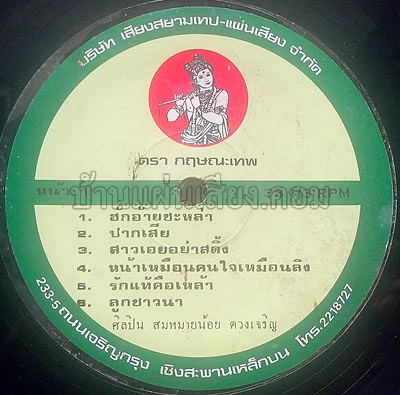 บริษัท เสียงสยามเทป-แผ่นเสียง จำกัด
ตรา กฤษณะเทพ
หน้า
33 1/3 RPM
บ้านแผ่นเสียง.คอม
1. ฮักอ้ายซะหล่า
2. ปากเสีย
3. สาวเอยอย่าสติ้ง
4. หน้าเหมือนคนใจเหมือนลิง
5. รักแท้คือเหล้า
6. ลูกชาวนา
ศิลปิน สมหมายน้อย ดวงเจริญ
233-5 ถนนเจริญกรุง เชิงสะพานเหล็กบน โทร. 2218727